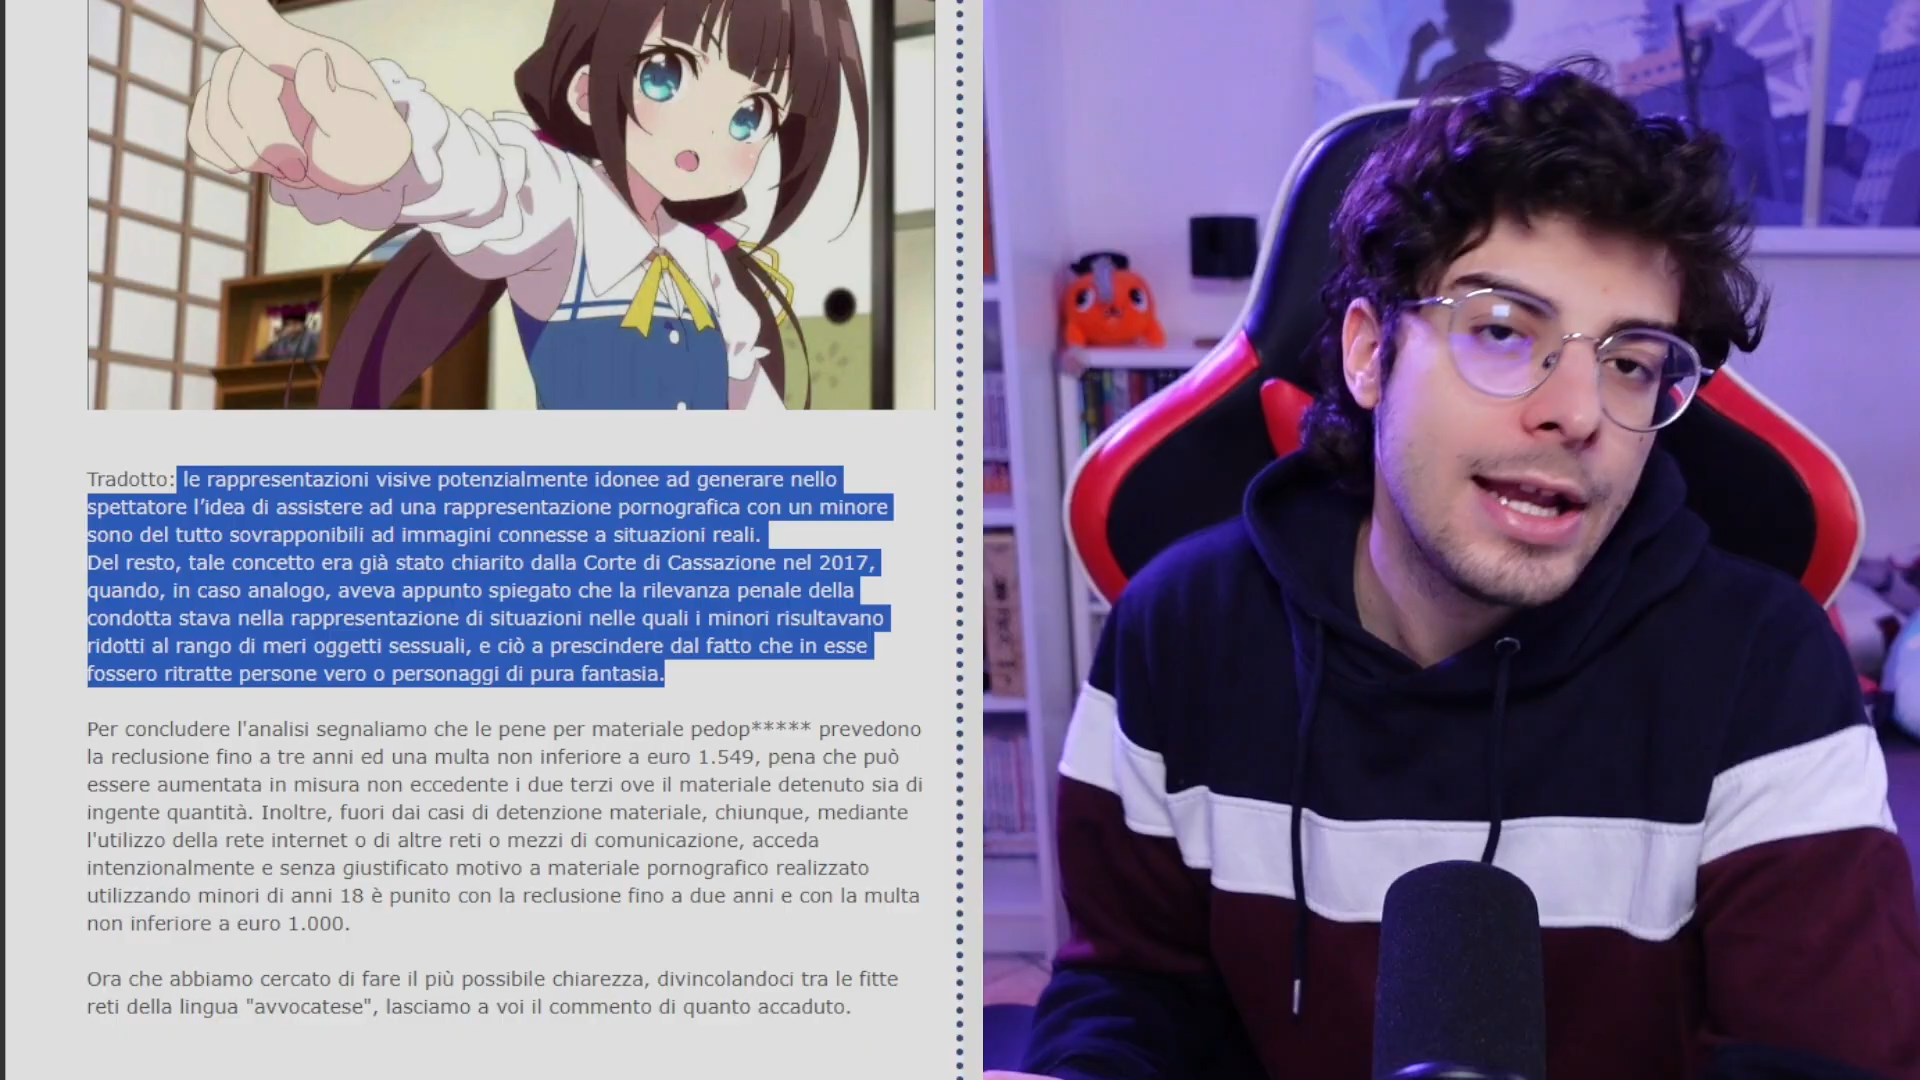 Tradotto: le rappresentazioni visive potenzialmente idonee ad generare nello
spettatore l’idea di assistere ad una rappresentazione pornografica con un minore
sono del tutto sovrapponibili ad immagini connesse a situazioni reali.
Del resto, tale concetto era già stato chiarito dalla Corte di Cassazione nel 2017,
quando, in caso analogo, aveva appunto spiegato che la rilevanza penale della
condotta stava nella rappresentazione di situazioni nelle quali i minori risultavano
ridotti al rango di meri oggetti sessuali, e ciò a prescindere dal fatto che in esse
fossero ritratte persone vero o personaggi di pura fantasia.
Per concludere l'analisi segnaliamo che le pene per materiale pedop***** prevedono
la reclusione fino a tre anni ed una multa non inferiore a euro 1.549, pena che può
essere aumentata in misura non eccedente i due terzi ove il materiale detenuto sia di
ingente quantità. Inoltre, fuori dai casi di detenzione materiale, chiunque, mediante
l'utilizzo della rete internet o di altre reti o mezzi di comunicazione, acceda
intenzionalmente e senza giustificato motivo a materiale pornografico realizzato
utilizzando minori di anni 18 è punito con la reclusione fino a due anni e con la multa
non inferiore a euro 1.000.
Ora che abbiamo cercato di fare il più possibile chiarezza, divincolandoci tra le fitte
reti della lingua "avvocatese", lasciamo a voi il commento di quanto accaduto.